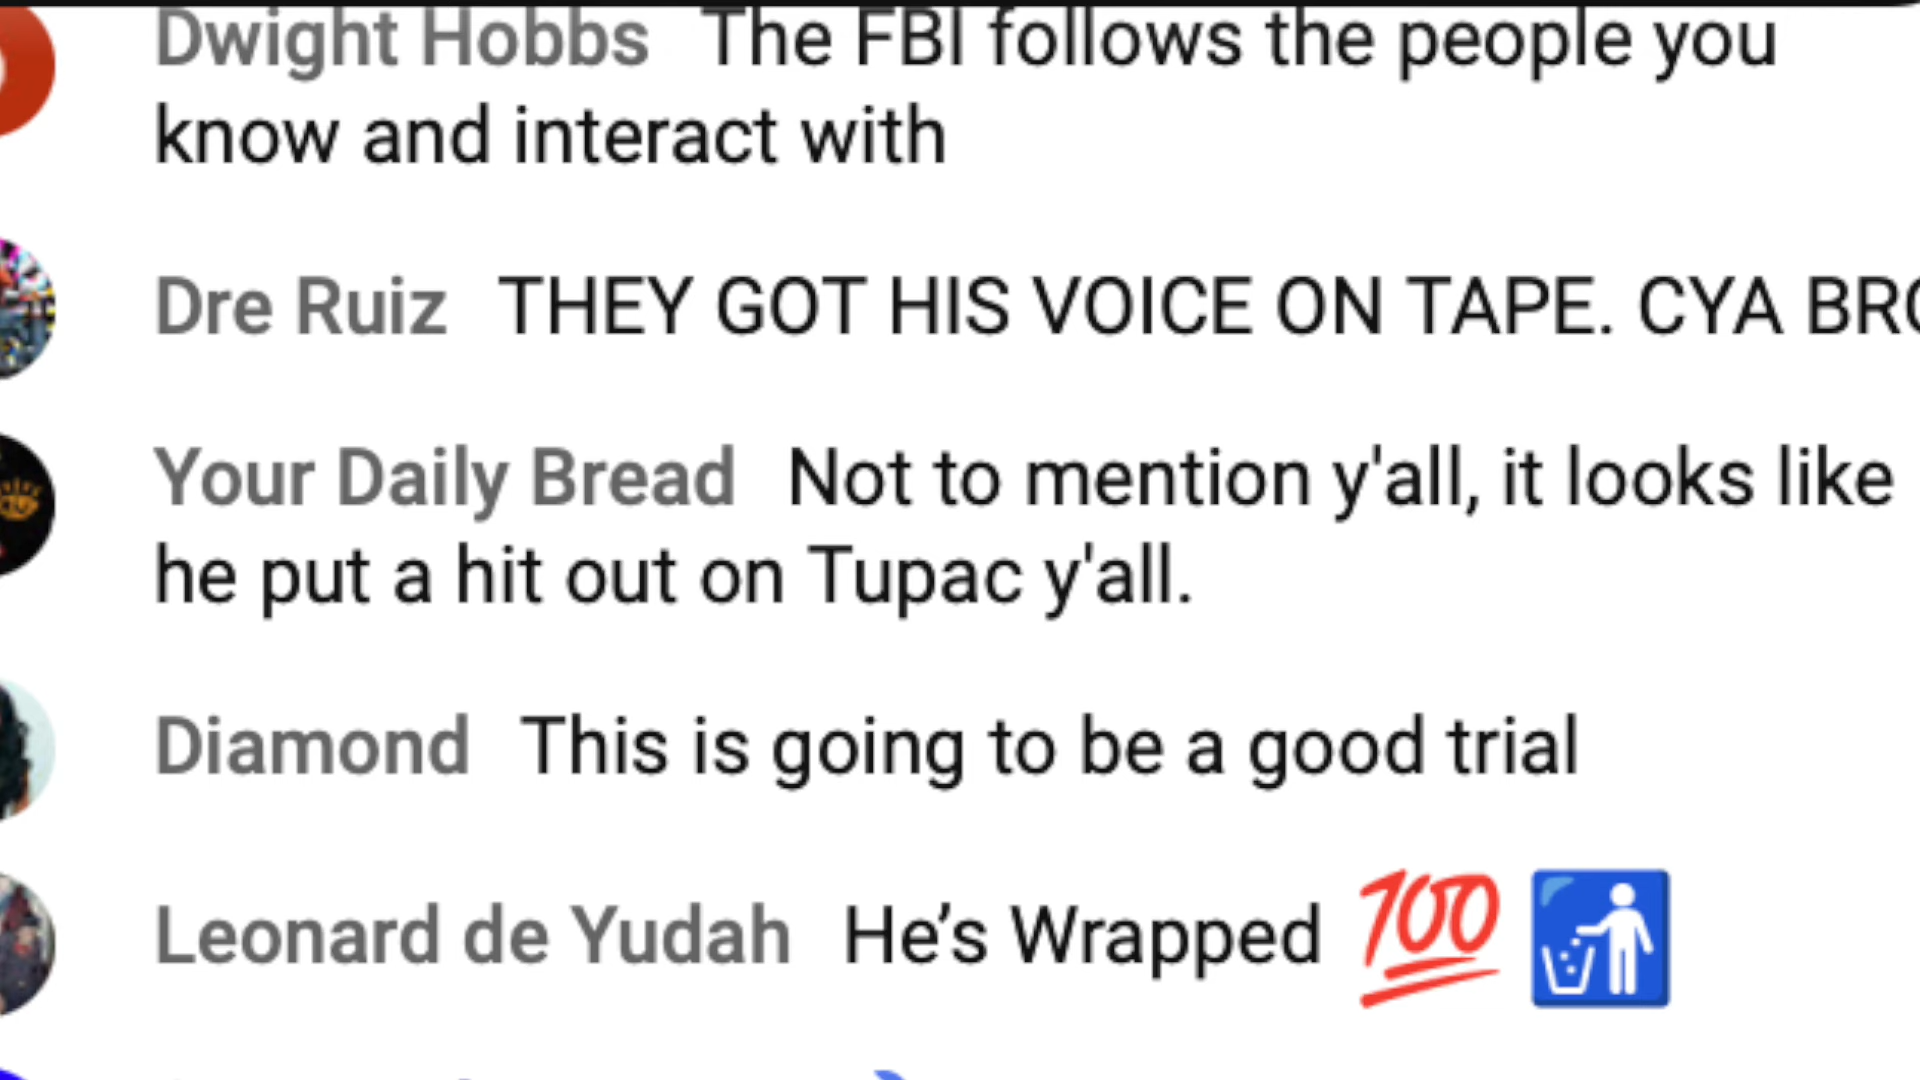 Dwight Hobbs The FBI follows the people you
know and interact with
Dre Ruiz THEY GOT HIS VOICE ON TAPE. CYA BRO
Your Daily Bread Not to mention y'all, it looks like
he put a hit out on Tupac y'all.
Diamond This is going to be a good trial
Leonard de Yudah He’s Wrapped 💯 🚮